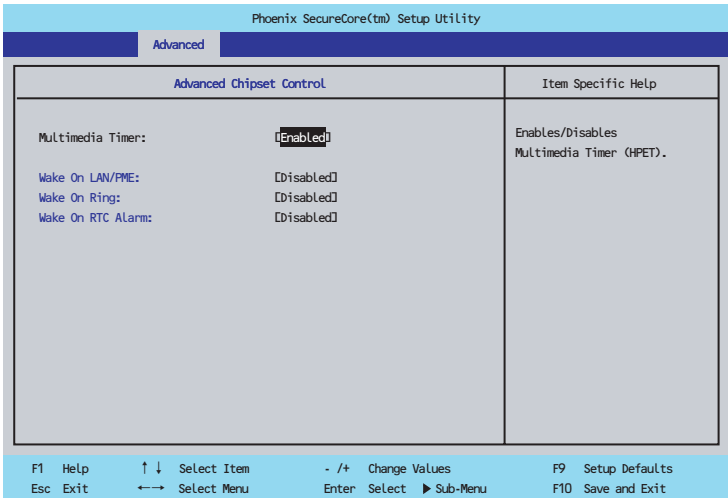 Phoenix SecureCore(tm) Setup Utility
Advanced
Advanced Chipset Control
Item Specific Help
Multimedia Timer: [Enabled]
Enables/Disables
Multimedia Timer (HPET).
Wake On LAN/PME: [Disabled]
Wake On Ring: [Disabled]
Wake On RTC Alarm: [Disabled]
F1 Help ↑ ↓ Select Item - /+ Change Values F9 Setup Defaults
Esc Exit ←→ Select Menu Enter Select ▶ Sub-Menu F10 Save and Exit